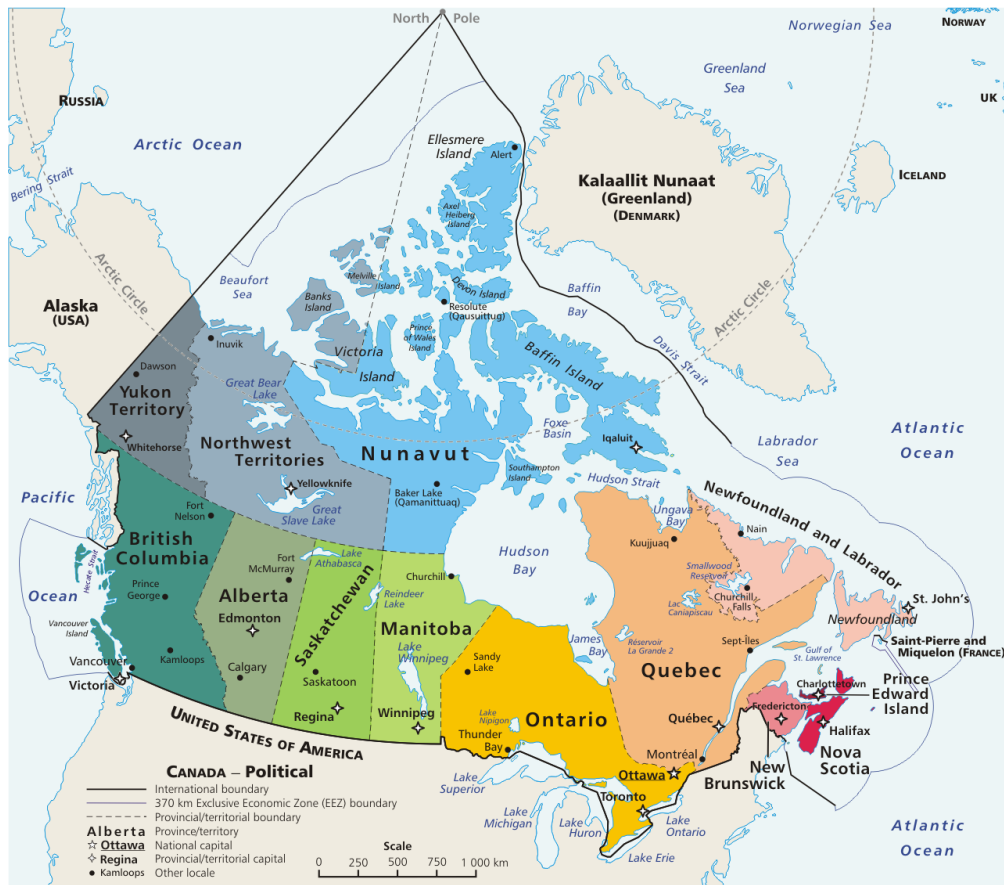 North Pole
Norwegian Sea
NORWAY
Greenland
Sea
UK
RUSSIA
Arctic Ocean
Ellesmere
Island
Alert
Bering Strait
Kalaallit Nunaat
(Greenland)
(DENMARK)
ICELAND
Axel
Heiberg
Island
Arctic Circle
Beaufort
Sea
Melville Island
Devon Island
Baffin
Bay
Arctic Circle
Alaska
(USA)
Banks
Island
Resolute
(Qausuittug)
Prince
of Wales
Island
Inuvik
Victoria
Island
Baffin Island
Davis Strait
Dawson
Yukon
Territory
Great Bear
Lake
Foxe
Basin
Iqaluit
Whitehorse
Northwest
Territories
Nunavut
Labrador
Sea
Atlantic
Ocean
Southampton
Island
Hudson Strait
Yellowknife
Baker Lake
(Qamanittuaq)
Pacific
Ocean
Great
Slave Lake
Fort
Nelson
Ungava
Bay
Newfoundland and Labrador
Nain
Kuujjuaq
British
Columbia
Hecate Strait
Fort
McMurray
Lake
Athabasca
Hudson
Bay
Smallwood
Reservoir
Churchill
Churchill
Falls
Prince
George
Alberta
Edmonton
Saskatchewan
Reindeer
Lake
Lac
Caniapiscau
St. John's
Newfoundland
Vancouver
Island
Manitoba
James
Bay
Réservoir
La Grande 2
Sept-Îles
Saint-Pierre and
Miquelon (FRANCE)
Vancouver
Kamloops
Calgary
Lake
Winnipeg
Sandy
Lake
Quebec
Gulf of
St. Lawrence
Victoria
Saskatoon
Charlottetown
Prince
Edward
Island
Regina
Winnipeg
Lake
Nipigon
Ontario
Québec
Fredericton
Halifax
UNITED STATES OF AMERICA
Thunder
Bay
Montréal
Nova
Scotia
New
Brunswick
Ottawa
Lake
Superior
Toronto
Lake
Michigan
Lake
Huron
Lake
Ontario
Lake Erie
Atlantic
Ocean
CANADA – Political
International boundary
370 km Exclusive Economic Zone (EEZ) boundary
Provincial/territorial boundary
Alberta Province/territory
Ottawa National capital
Regina Provincial/territorial capital
Kamloops Other locale
Scale
0 250 500 750 1 000 km